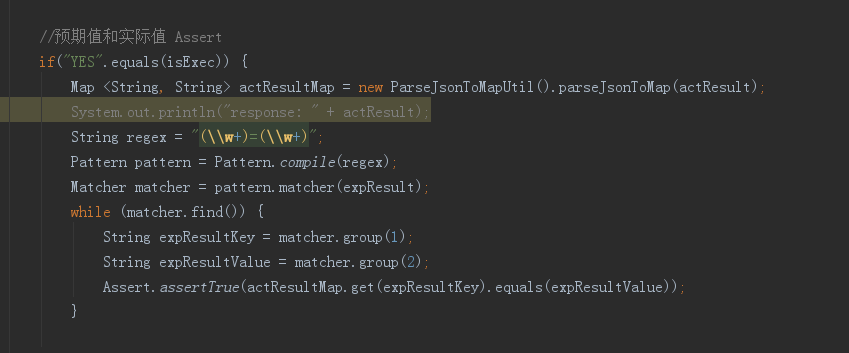 //预期值和实际值 Assert
if("YES".equals(isExec)) {
Map <String, String> actResultMap = new ParseJsonToMapUtil().parseJsonToMap(actResult);
System.out.println("response: " + actResult);
String regex = "(\\w+)=(\\w+)";
Pattern pattern = Pattern.compile(regex);
Matcher matcher = pattern.matcher(expResult);
while (matcher.find()) {
String expResultKey = matcher.group(1);
String expResultValue = matcher.group(2);
Assert.assertTrue(actResultMap.get(expResultKey).equals(expResultValue));
}